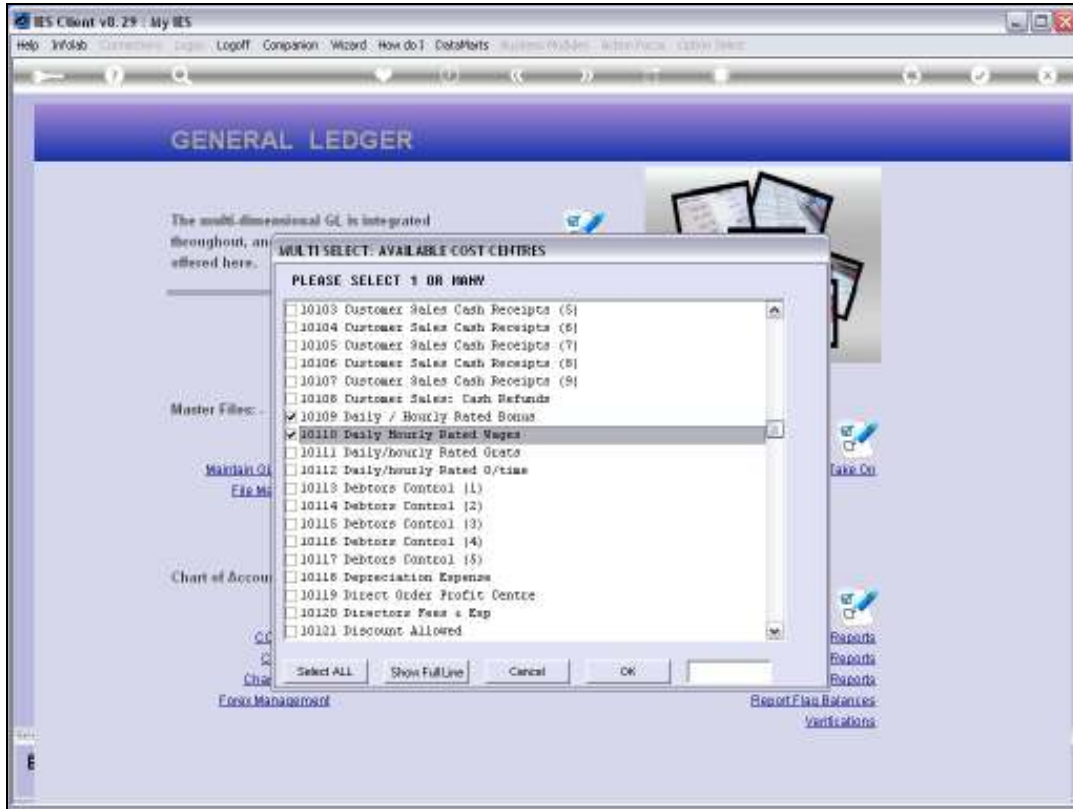 IES Client v8.29 : My IES
Help Infolab Logoff Companion Wizard How do I DataMarts
GENERAL LEDGER
The multi-dimensional GL is integrated
throughout, an
offered here.
MULTI SELECT: AVAILABLE COST CENTRES
PLEASE SELECT 1 OR MANY
10103 Customer Sales Cash Receipts (5)
10104 Customer Sales Cash Receipts (6)
10105 Customer Sales Cash Receipts (7)
10106 Customer Sales Cash Receipts (8)
10107 Customer Sales Cash Receipts (9)
10108 Customer Sales: Cash Refunds
10109 Daily / Hourly Rated Bonus
10110 Daily Hourly Rated Wages
10111 Daily/hourly Rated Grats
10112 Daily/hourly Rated O/time
10113 Debtors Control (1)
10114 Debtors Control (2)
10115 Debtors Control (3)
10116 Debtors Control (4)
10117 Debtors Control (5)
10118 Depreciation Expense
10119 Direct Order Profit Centre
10120 Directors Fees & Exp
10121 Discount Allowed
Select ALL Show Full Line Cancel OK
Master Files:
Maintain Gl
File Ma
Take On
Chart of Accou
Reports
Reports
Cha
Reports
Forex Management
Report Flag Balances
Verifications